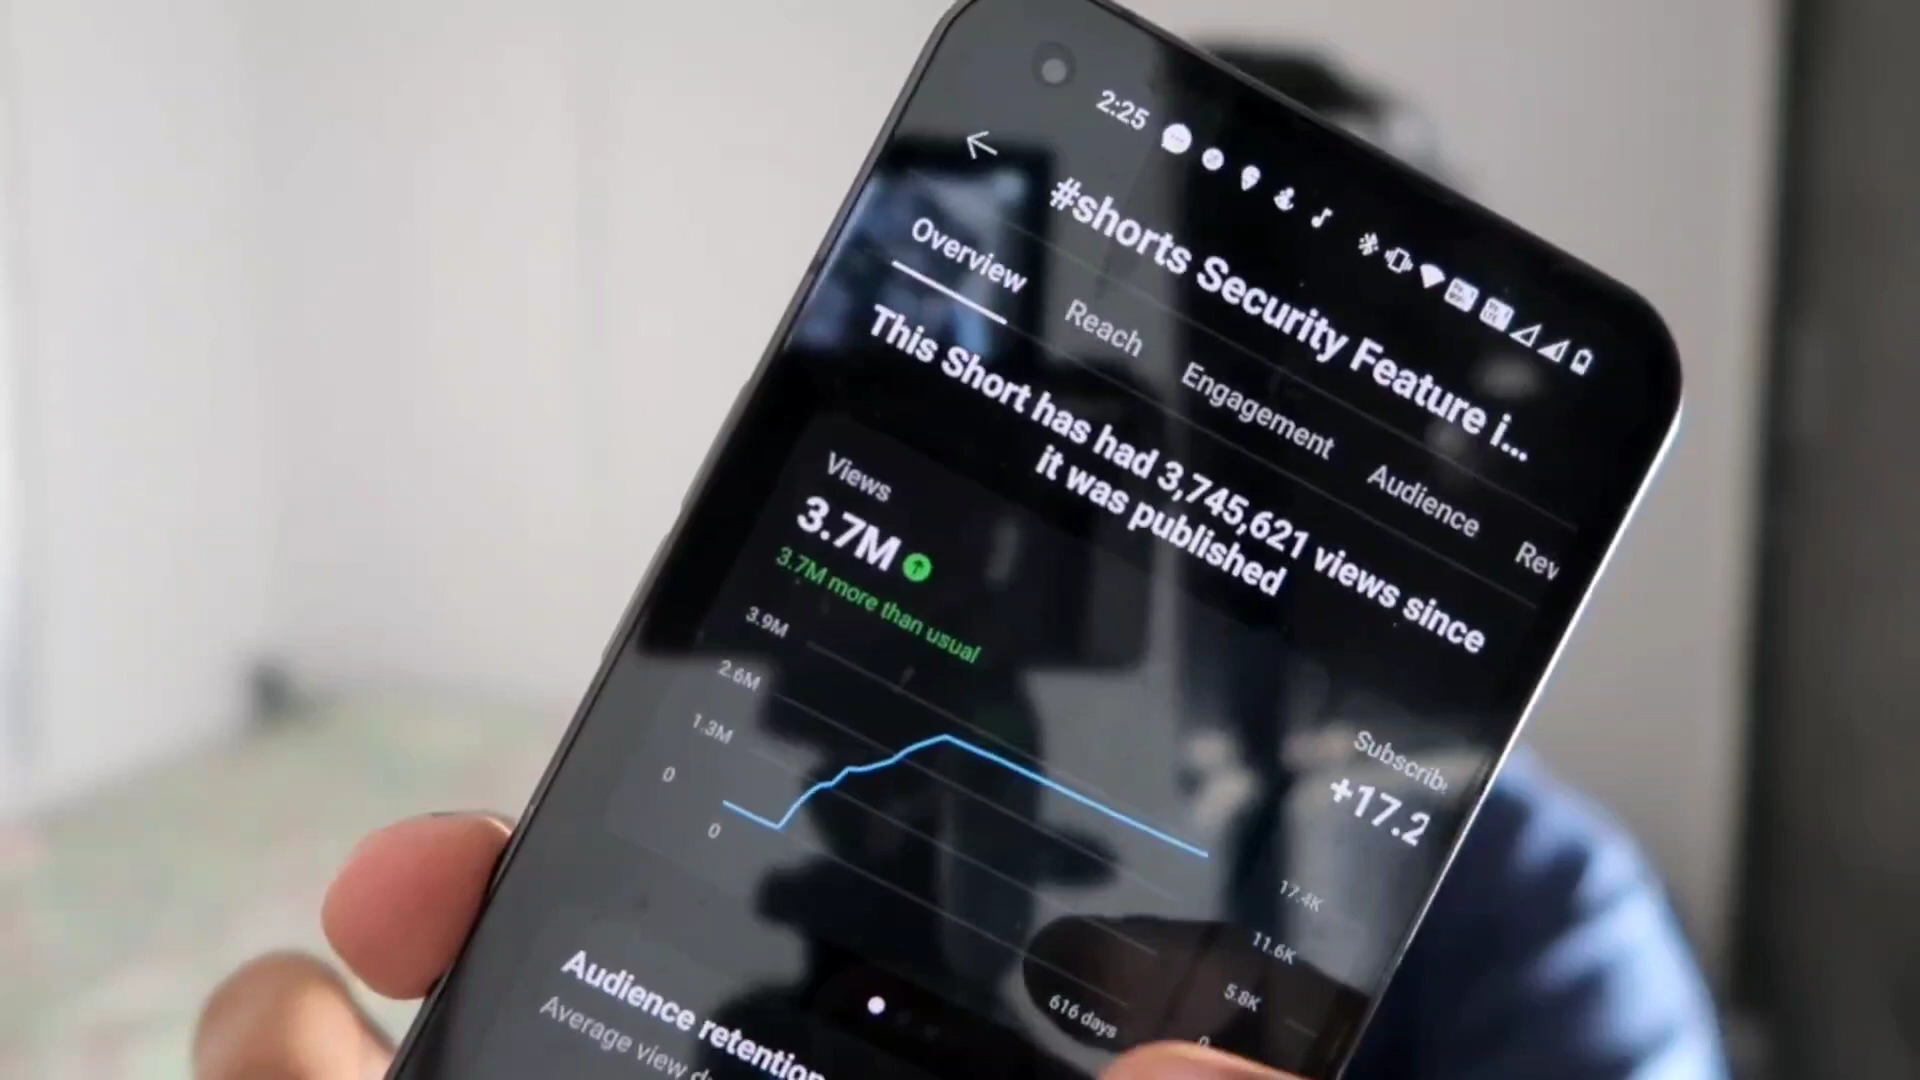 2:25
#shorts Security Feature i...
Overview Reach Engagement Audience Rev
This Short has had 3,745,621 views since
it was published
Views
3.7M
3.7M more than usual
3.9M
2.6M
1.3M
0
0
616 days
Subscrib
+17.2
17.4K
11.6K
5.8K
0
Audience retention
Average view